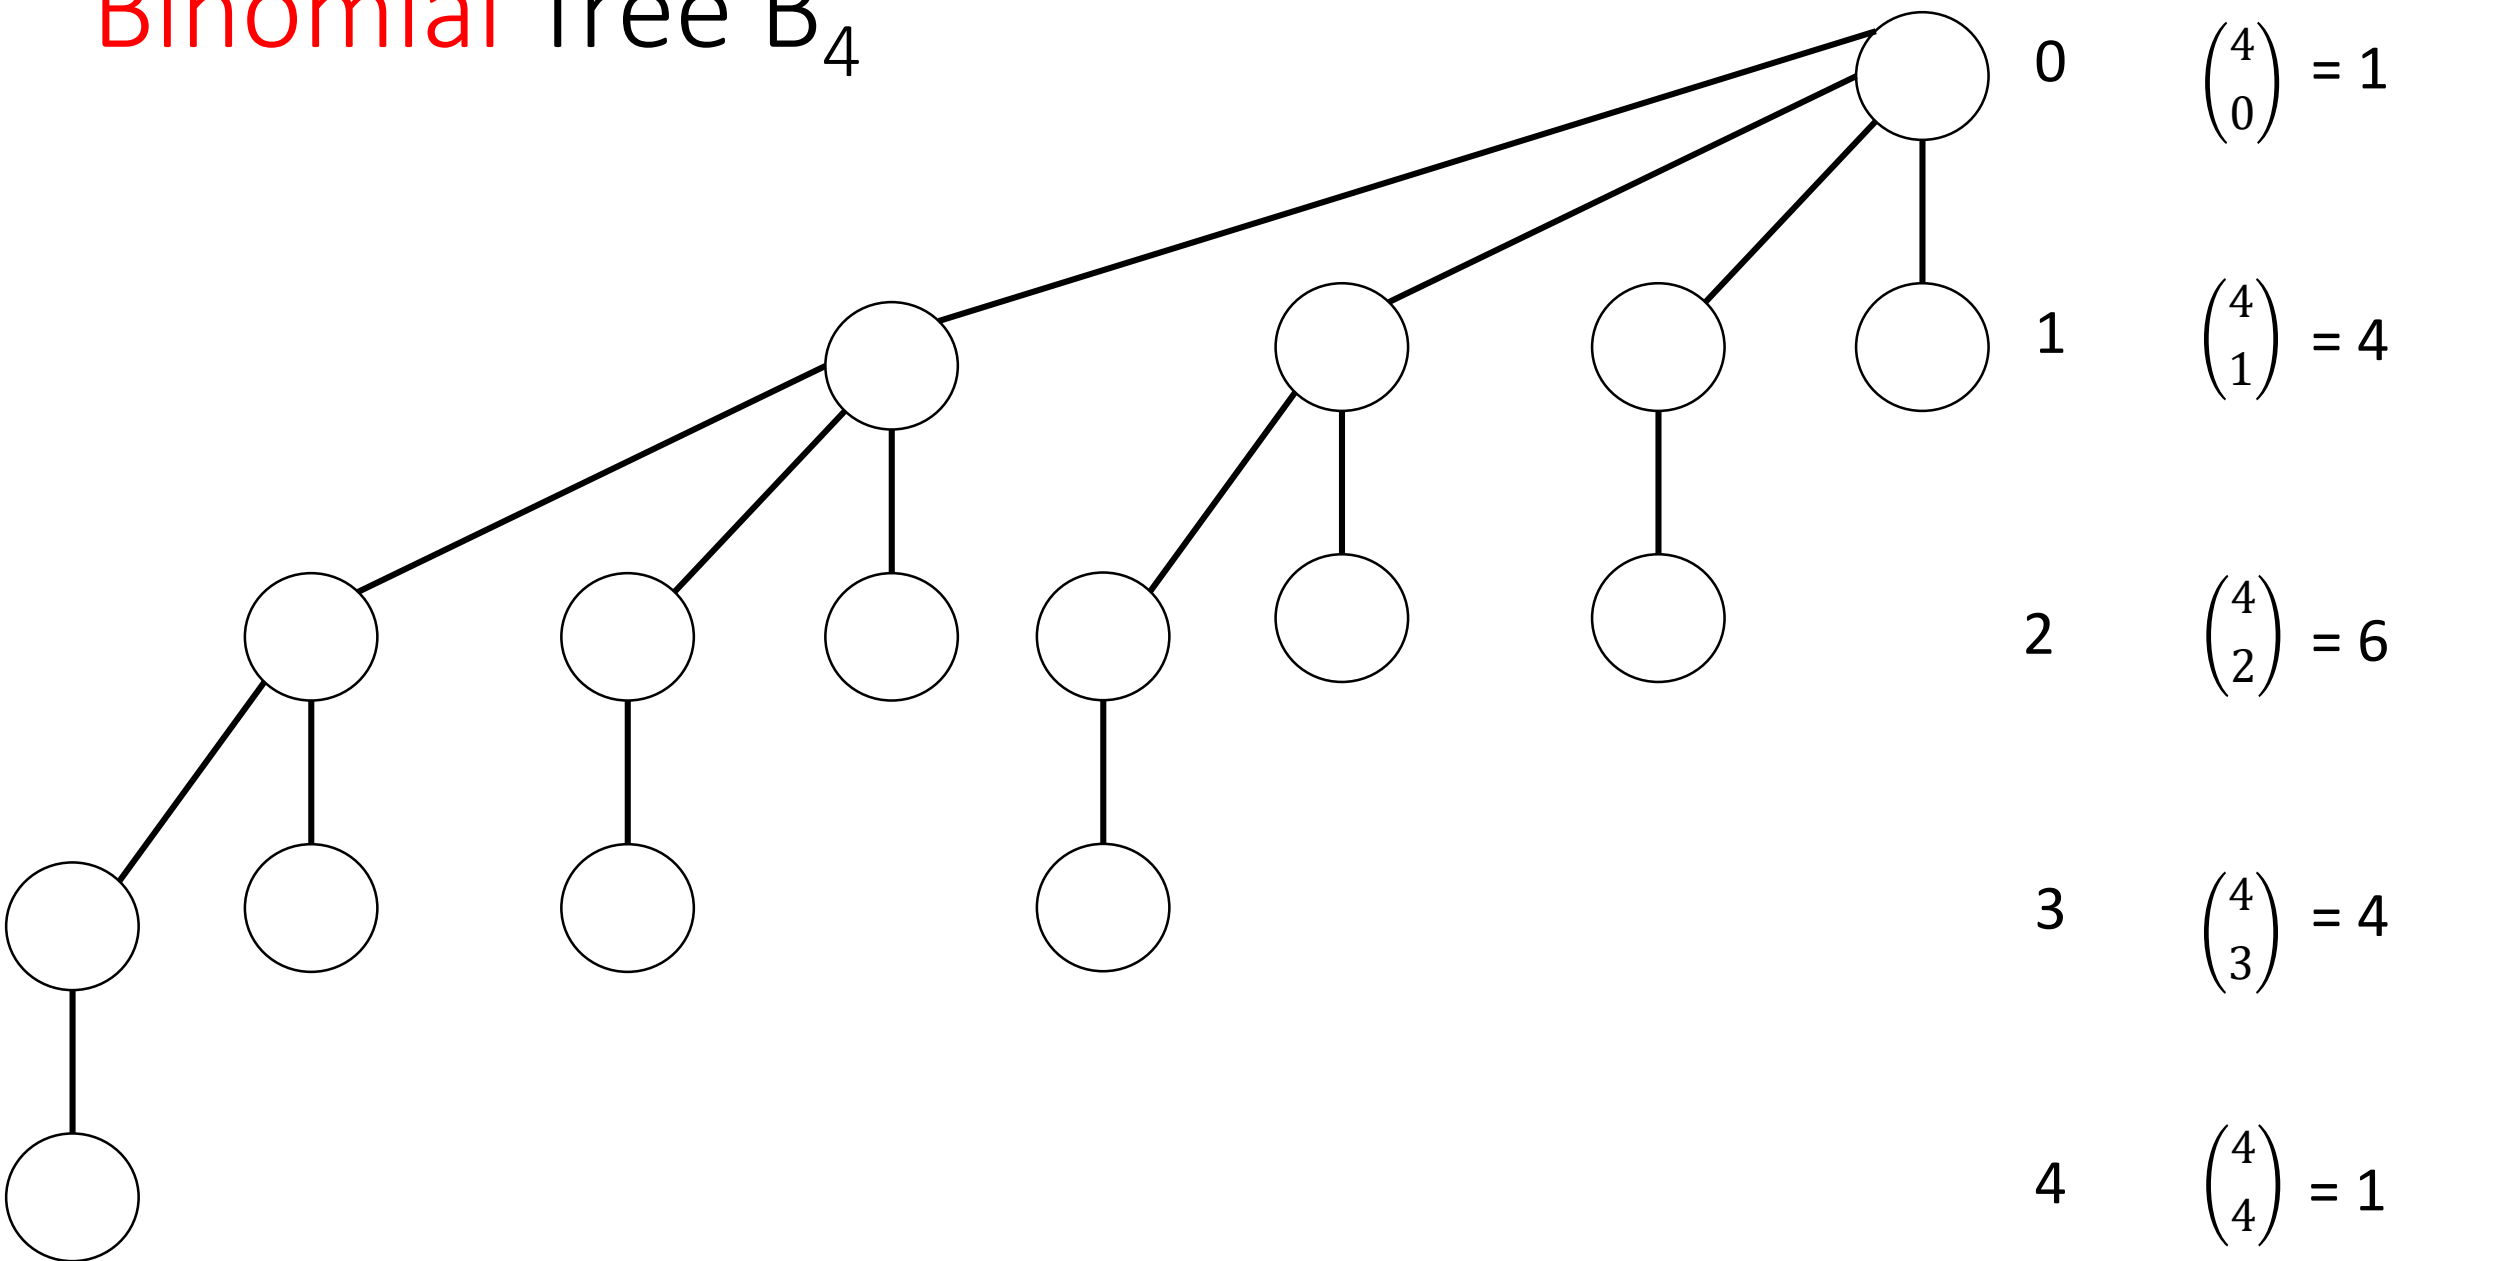 Binomial Tree B4
0 (4 0) = 1
1 (4 1) = 4
2 (4 2) = 6
3 (4 3) = 4
4 (4 4) = 1